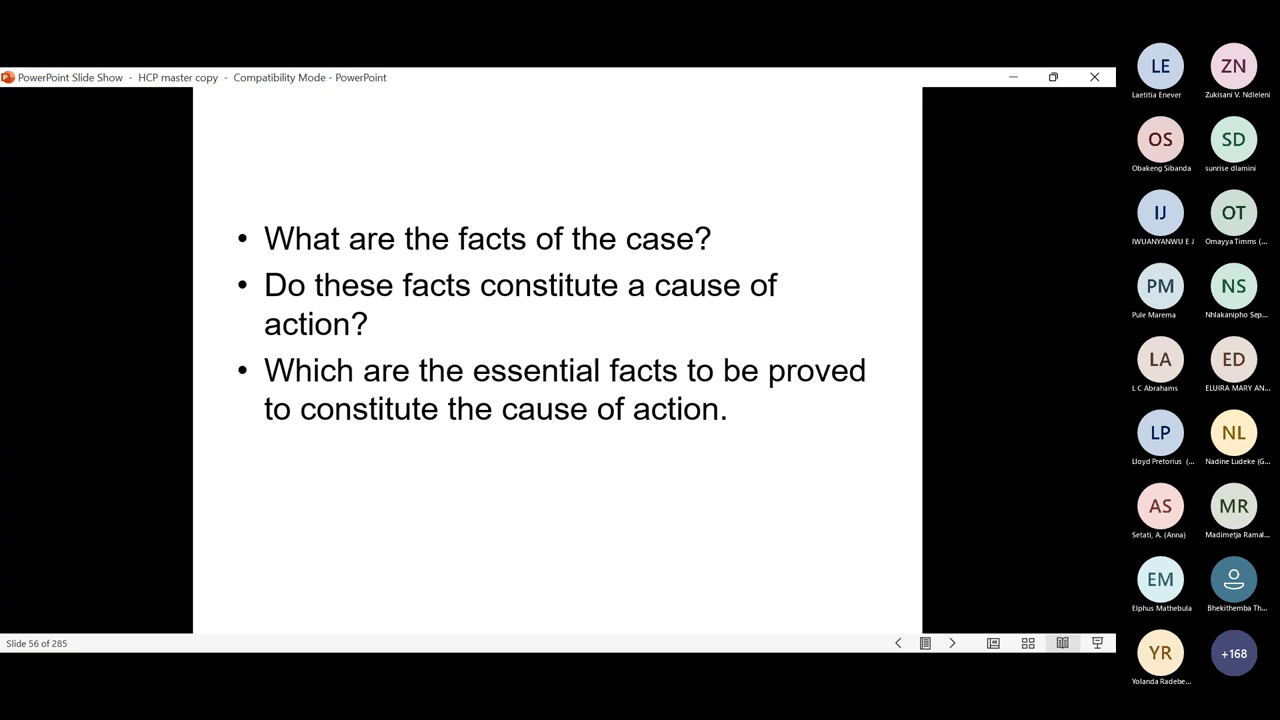 PowerPoint Slide Show - HCP master copy - Compatibility Mode - PowerPoint
• What are the facts of the case?
• Do these facts constitute a cause of
action?
• Which are the essential facts to be proved
to constitute the cause of action.
Slide 56 of 285
LE
Laetitia Enever
ZN
Zukisani V. Ndleleni
OS
Obakeng Sibanda
SD
sunrise dlamini
IJ
IWUANYANWU E J
OT
Omayya Timms (...
PM
Pule Marema
NS
Nhlakanipho Sep...
LA
L C Abrahams
ED
ELUIRA MARY AN...
LP
Lloyd Pretorius (...
NL
Nadine Ludeke (G...
AS
Setati, A. (Anna)
MR
Madimetja Ramal...
EM
Elphus Mathebula
Bhekithemba Th...
YR
Yolanda Radebe...
+168